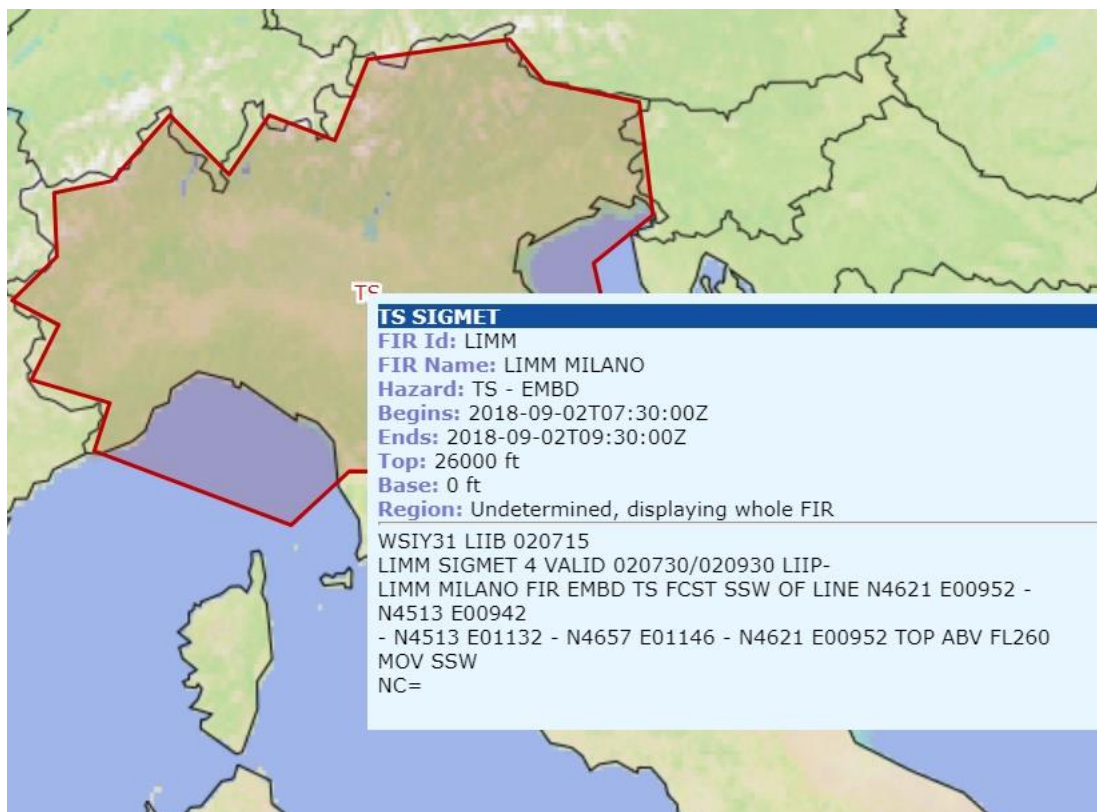 TS
TS SIGMET
FIR Id: LIMM
FIR Name: LIMM MILANO
Hazard: TS - EMBD
Begins: 2018-09-02T07:30:00Z
Ends: 2018-09-02T09:30:00Z
Top: 26000 ft
Base: 0 ft
Region: Undetermined, displaying whole FIR
WSIY31 LIIB 020715
LIMM SIGMET 4 VALID 020730/020930 LIIP-
LIMM MILANO FIR EMBD TS FCST SSW OF LINE N4621 E00952 -
N4513 E00942
- N4513 E01132 - N4657 E01146 - N4621 E00952 TOP ABV FL260
MOV SSW
NC=